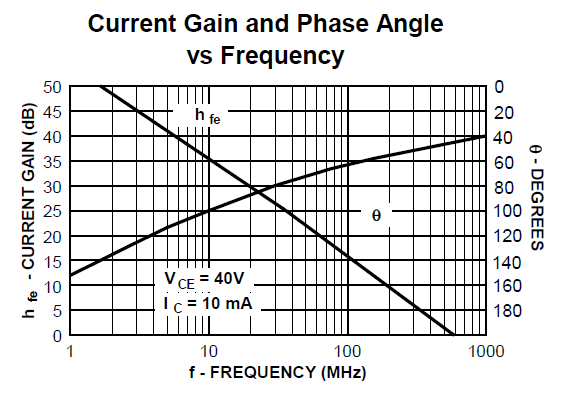 Current Gain and Phase Angle
vs Frequency
h fe - CURRENT GAIN (dB)
50
45
40
35
30
25
20
15
10
5
0
h fe
θ
V CE = 40V
I C = 10 mA
0
20
40
60
80
100
120
140
160
180
θ - DEGREES
1 10 100 1000
f - FREQUENCY (MHz)